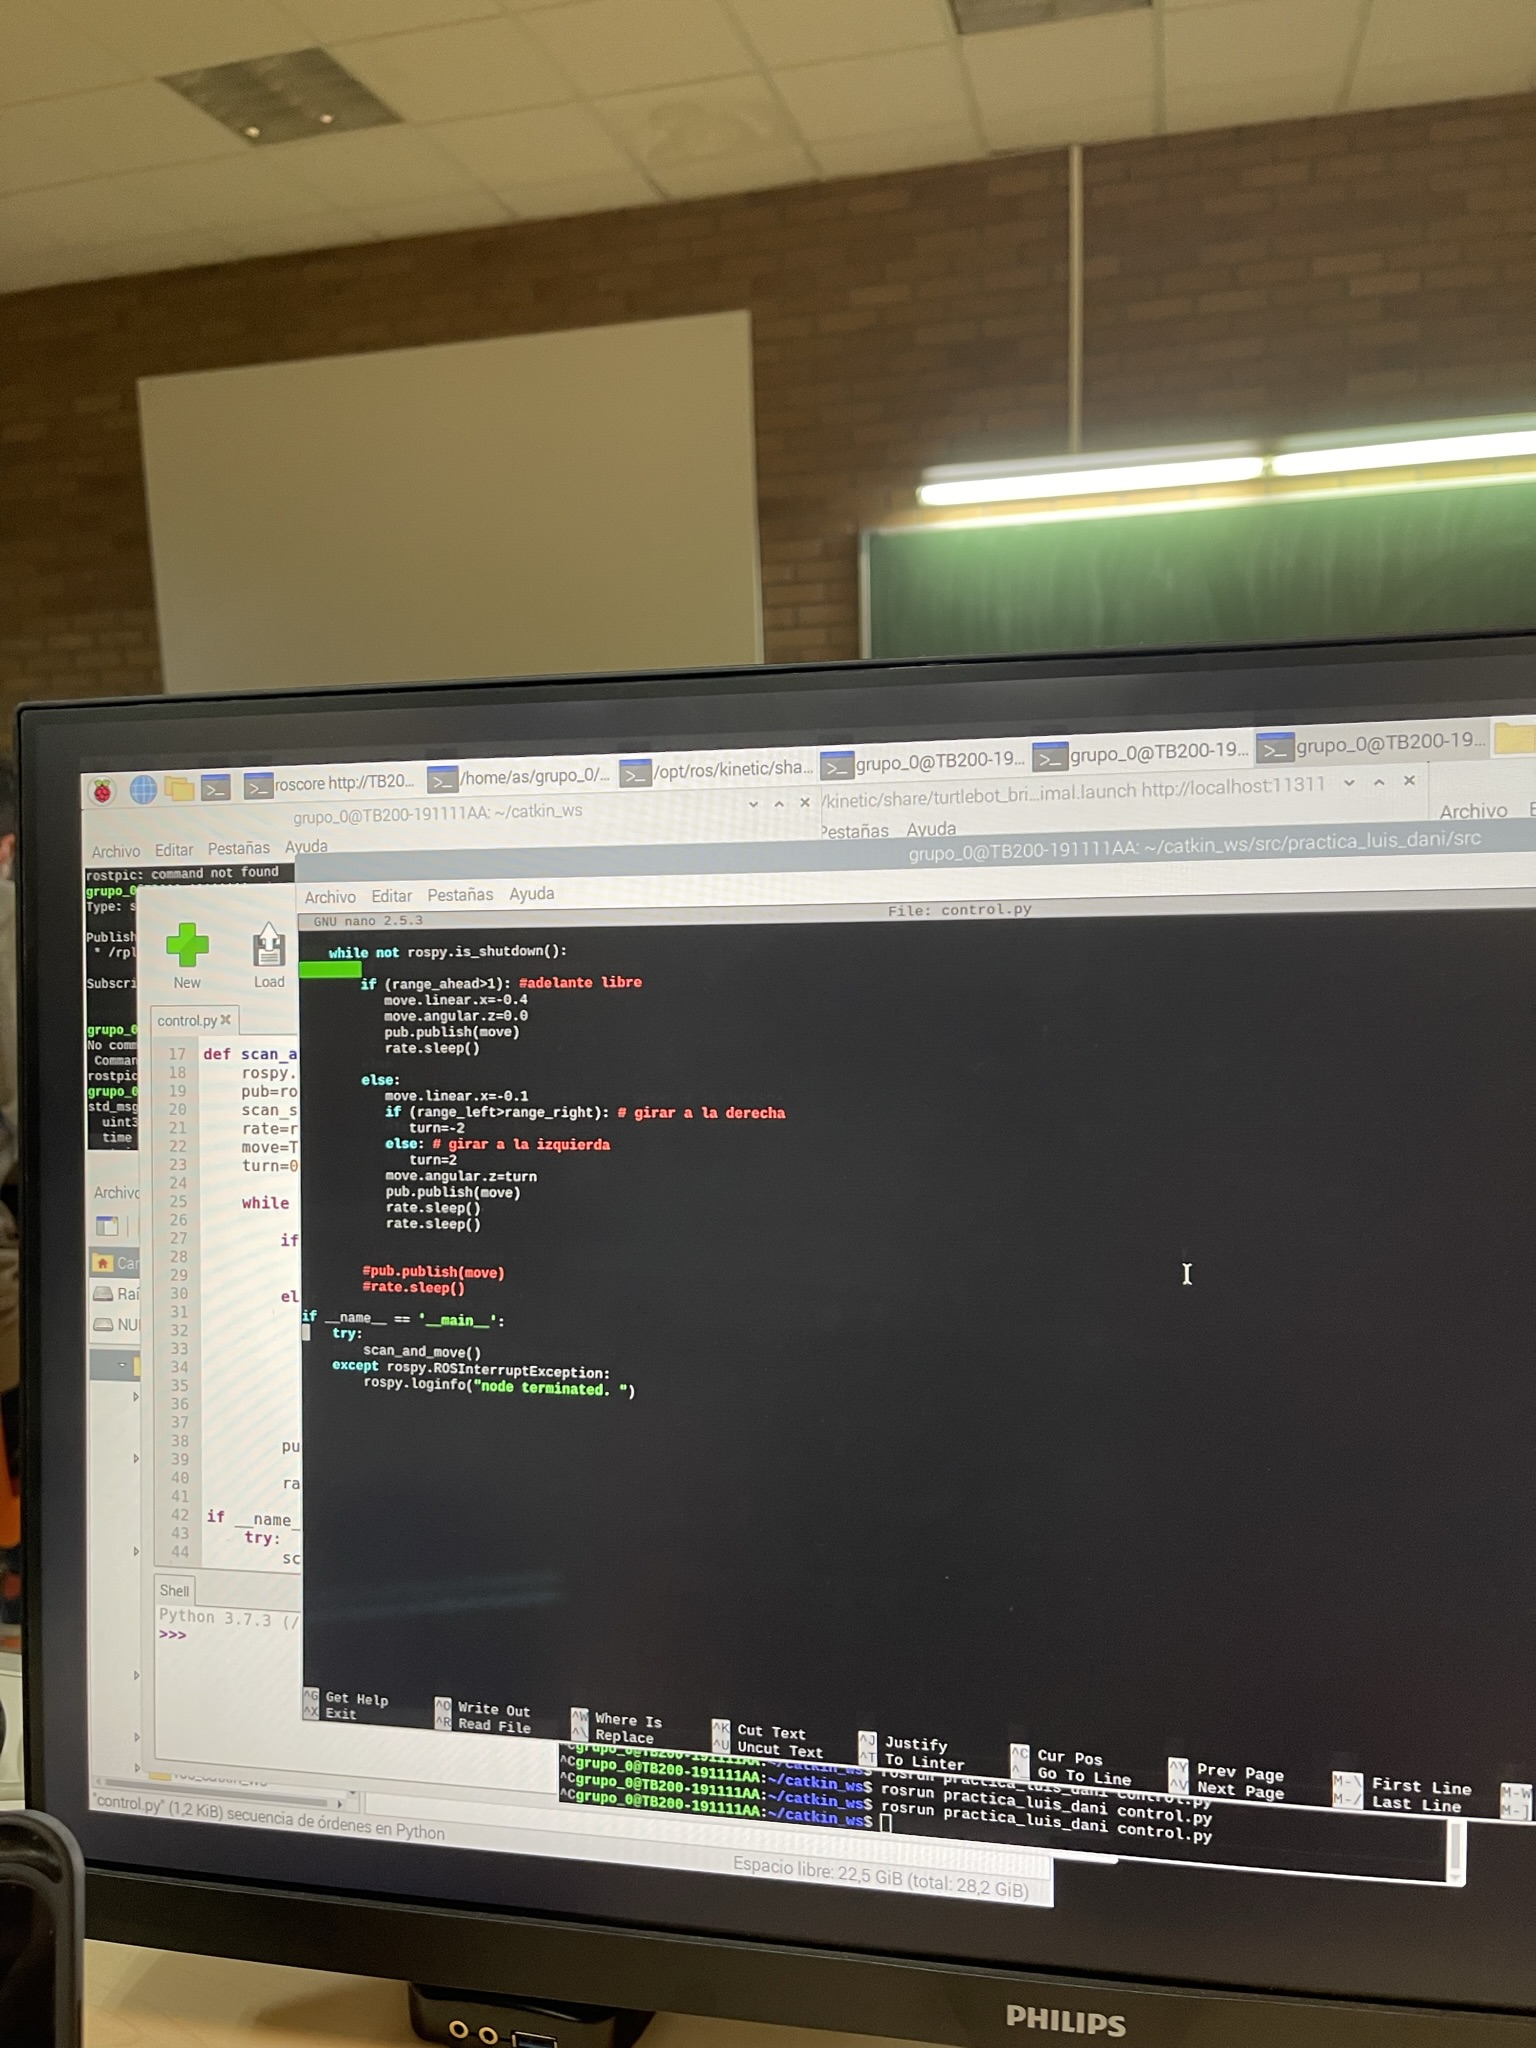 roscore http://TB20...
/home/as/grupo_0/...
/opt/ros/kinetic/sha...
grupo_0@TB200-19...
grupo_0@TB200-19...
grupo_0@TB200-19...
grupo_0@TB200-191111AA: ~/catkin_ws
/kinetic/share/turtlebot_bri...imal.launch http://localhost:11311
Archivo Editar Pestañas Ayuda
Pestañas Ayuda
Archivo
rostpic: command not found
grupo_0
Type: s
Publish
* /rpl
Subscri
grupo_0
No comm
Comman
rostpic
grupo_0
std_msg
uint3
time
Archivo
Car
Raí
grupo_0@TB200-191111AA: ~/catkin_ws/src/practica_luis_dani/src
Archivo Editar Pestañas Ayuda
GNU nano 2.5.3 File: control.py
while not rospy.is_shutdown():
if (range_ahead>1): #adelante libre
move.linear.x=-0.4
move.angular.z=0.0
pub.publish(move)
rate.sleep()
else:
move.linear.x=-0.1
if (range_left>range_right): # girar a la derecha
turn=-2
else: # girar a la izquierda
turn=2
move.angular.z=turn
pub.publish(move)
rate.sleep()
rate.sleep()
#pub.publish(move)
#rate.sleep()
if __name__ == '__main__':
try:
scan_and_move()
except rospy.ROSInterruptException:
rospy.loginfo("node terminated. ")
^G Get Help ^O Write Out ^W Where Is ^K Cut Text ^J Justify ^C Cur Pos ^Y Prev Page M-\ First Line M-W
^X Exit ^R Read File ^\ Replace ^U Uncut Text ^T To Linter ^_ Go To Line ^V Next Page M-/ Last Line M-]
New Load
control.py
17 def scan_a
18 rospy.
19 pub=ro
20 scan_s
21 rate=r
22 move=T
23 turn=0
24
25 while
26
27 if
28
29
30 el
31
32
33
34
35
36
37
38 pu
39
40 ra
41
42 if __name_
43 try:
44 sc
Shell
Python 3.7.3 (/
>>>
^Cgrupo_0@TB200-191111AA:~/catkin_ws$ rosrun practica_luis_dani control.py
^Cgrupo_0@TB200-191111AA:~/catkin_ws$ rosrun practica_luis_dani control.py
^Cgrupo_0@TB200-191111AA:~/catkin_ws$ rosrun practica_luis_dani control.py
^Cgrupo_0@TB200-191111AA:~/catkin_ws$
"control.py" (1,2 KiB) secuencia de órdenes en Python
Espacio libre: 22,5 GiB (total: 28,2 GiB)
PHILIPS